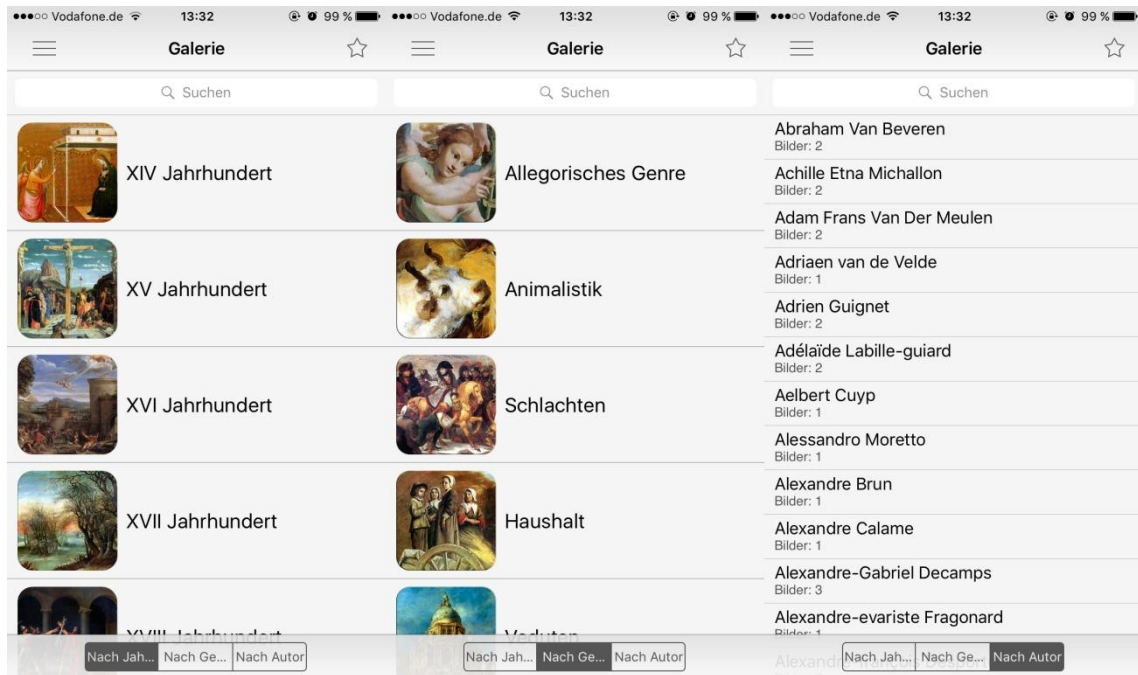 Vodafone.de 13:32 99 %
Galerie
Suchen
XIV Jahrhundert
XV Jahrhundert
XVI Jahrhundert
XVII Jahrhundert
XVIII Jahrhundert
Nach Jah... Nach Ge... Nach Autor
Vodafone.de 13:32 99 %
Galerie
Suchen
Allegorisches Genre
Animalistik
Schlachten
Haushalt
Veduten
Nach Jah... Nach Ge... Nach Autor
Vodafone.de 13:32 99 %
Galerie
Suchen
Abraham Van Beveren
Bilder: 2
Achille Etna Michallon
Bilder: 2
Adam Frans Van Der Meulen
Bilder: 2
Adriaen van de Velde
Bilder: 1
Adrien Guignet
Bilder: 2
Adélaïde Labille-guiard
Bilder: 2
Aelbert Cuyp
Bilder: 1
Alessandro Moretto
Bilder: 1
Alexandre Brun
Bilder: 1
Alexandre Calame
Bilder: 1
Alexandre-Gabriel Decamps
Bilder: 3
Alexandre-evariste Fragonard
Bilder: 1
Nach Jah... Nach Ge... Nach Autor